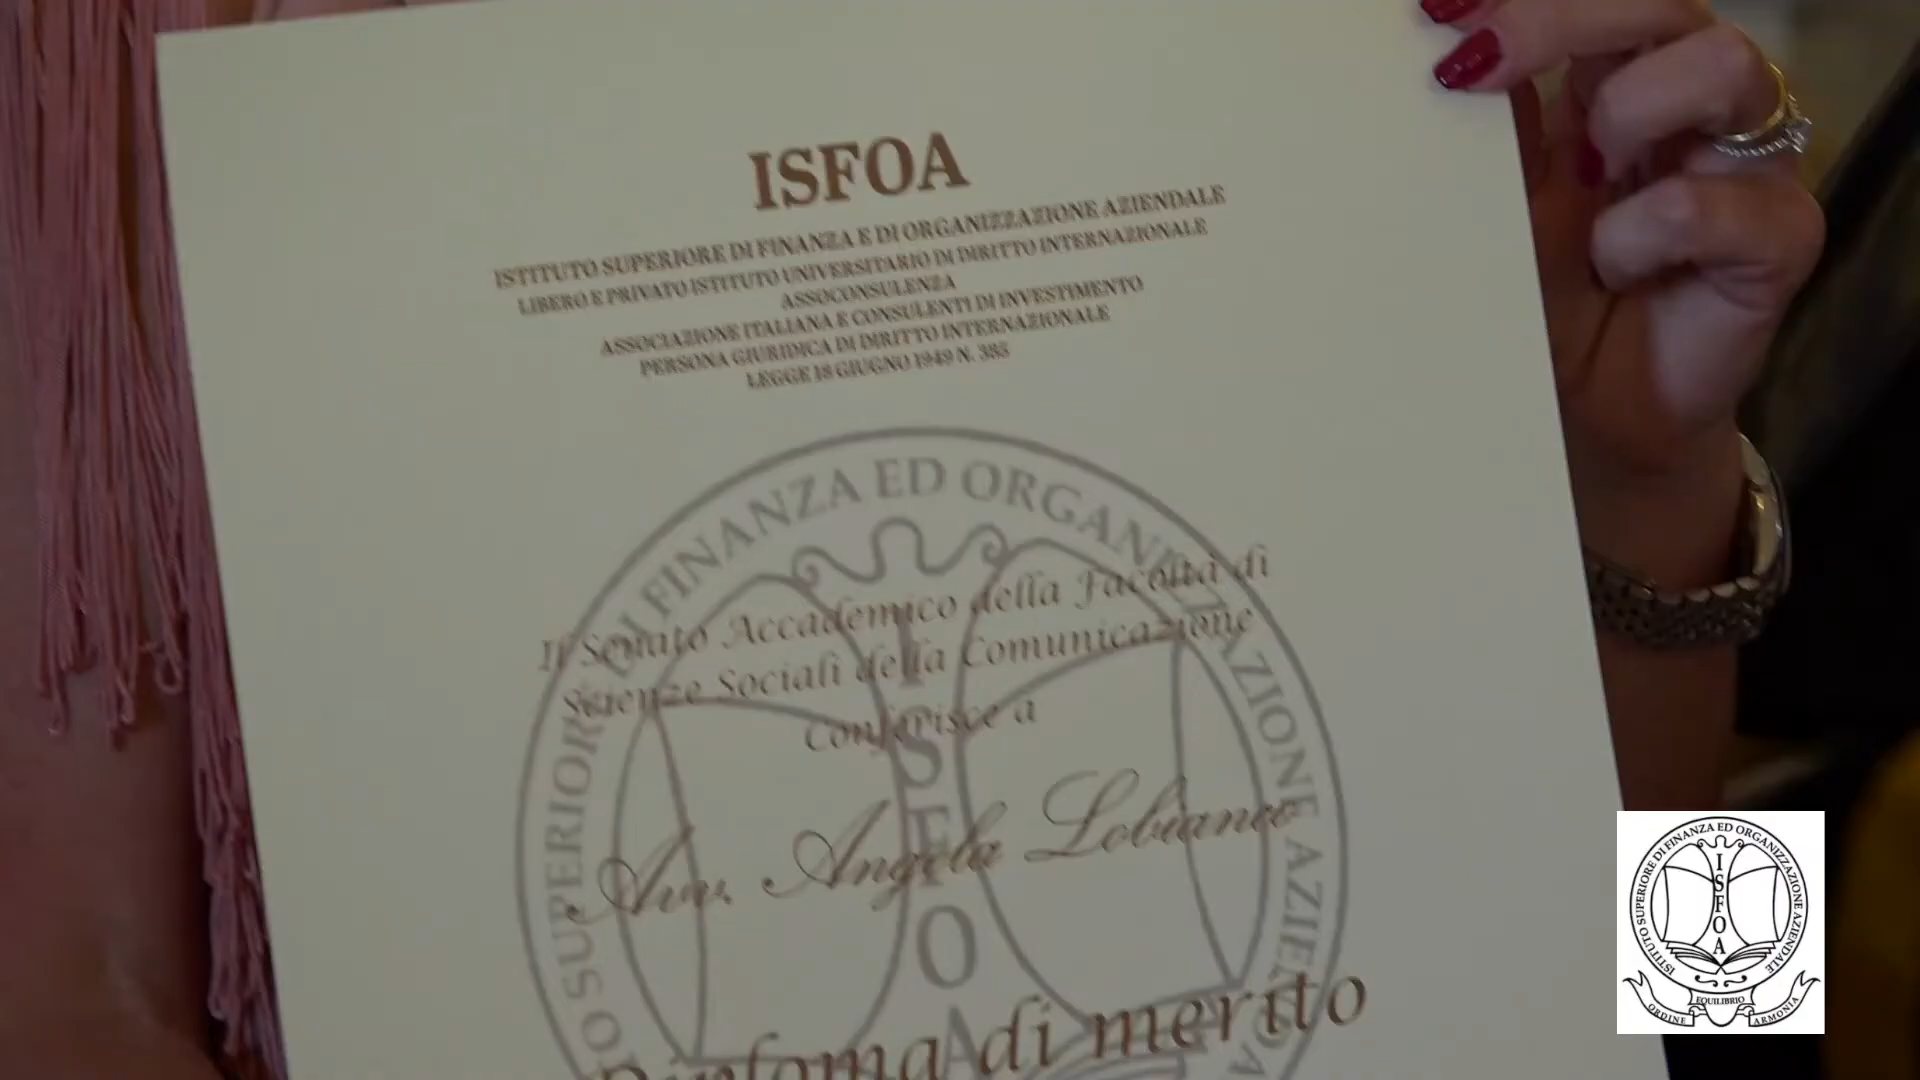 ISFOA
ISTITUTO SUPERIORE DI FINANZA E DI ORGANIZZAZIONE AZIENDALE
LIBERO E PRIVATO ISTITUTO UNIVERSITARIO DI DIRITTO INTERNAZIONALE
ASSOCONSULENZA
ASSOCIAZIONE ITALIANA E CONSULENTI DI INVESTIMENTO
PERSONA GIURIDICA DI DIRITTO INTERNAZIONALE
LEGGE 18 GIUGNO 1949 N. 385
SUPERIORE DI FINANZA ED ORGANIZZAZIONE AZIENDA
ISFOA
Il Senato Accademico della Facoltà di
Scienze Sociali della Comunicazione
Conferisce a
Avv. Angela Lobianco
Diploma di merito
ISTITUTO SUPERIORE DI FINANZA ED ORGANIZZAZIONE AZIENDALE
ISFOA
EQUILIBRIO
ORDINE
ARMONIA